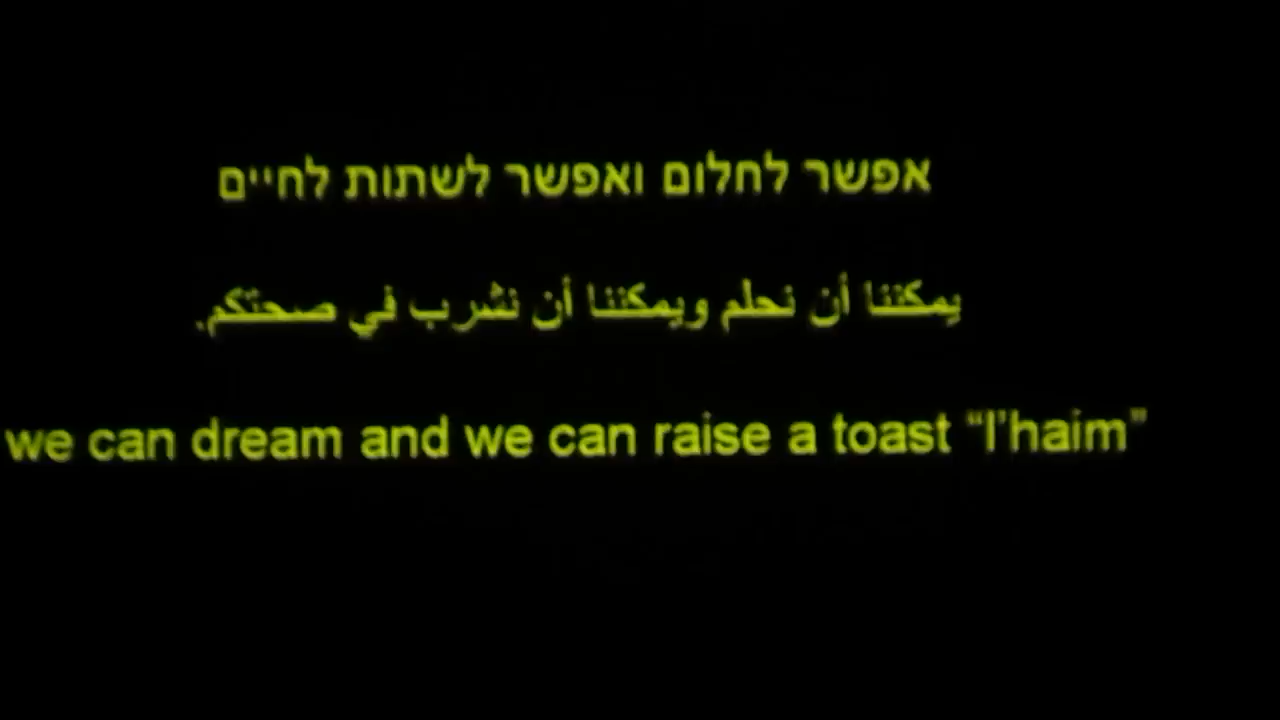 אפשר לחלום ואפשר לשתות לחיים
يمكننا أن نحلم ويمكننا أن نشرب في صحتكم.
we can dream and we can raise a toast “l’haim”